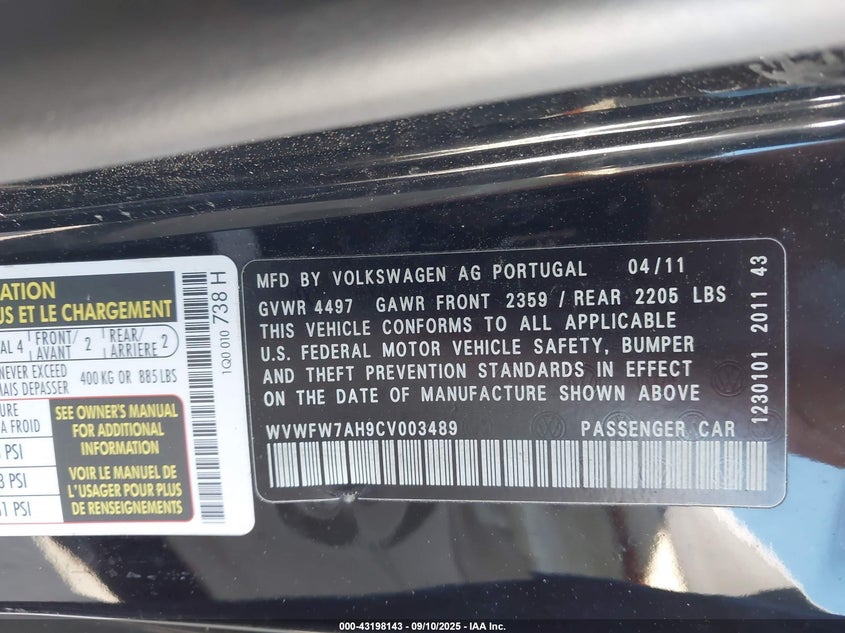 ATION
US ET LE CHARGEMENT
AL 4 FRONT/AVANT 2 REAR/ARRIERE 2
NEVER EXCEED
MAIS DEPASSER 400 KG OR 885 LBS
A FROID
SEE OWNER'S MANUAL
FOR ADDITIONAL
INFORMATION
PSI
VOIR LE MANUEL DE
L'USAGER POUR PLUS
DE RENSEIGNEMENTS
PSI
PSI
1Q0 010 738 H
MFD BY VOLKSWAGEN AG PORTUGAL 04/11
GVWR 4497 GAWR FRONT 2359 / REAR 2205 LBS
THIS VEHICLE CONFORMS TO ALL APPLICABLE
U.S. FEDERAL MOTOR VEHICLE SAFETY, BUMPER
AND THEFT PREVENTION STANDARDS IN EFFECT
ON THE DATE OF MANUFACTURE SHOWN ABOVE
WVWFW7AH9CV003489 PASSENGER CAR
1230101 2011 43
000-43198143 - 09/10/2025 - IAA Inc.